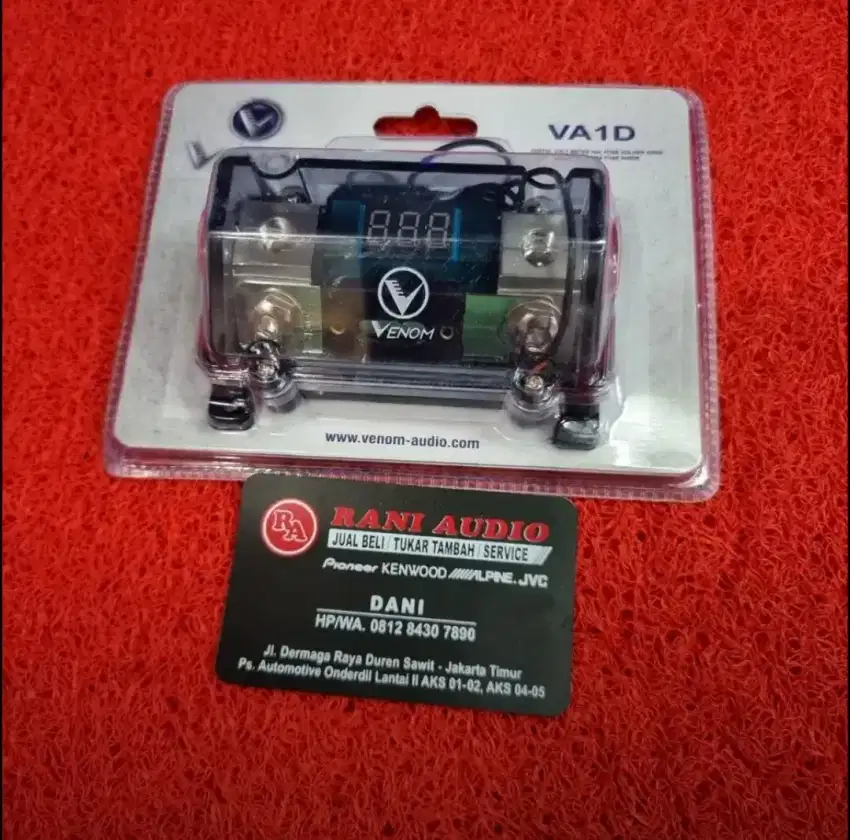 VA1D
888
VENOM
www.venom-audio.com
RA
RANI AUDIO
JUAL BELI / TUKAR TAMBAH / SERVICE
Pioneer KENWOOD ALPINE. JVC
DANI
HP/WA. 0812 8430 7890
Jl. Dermaga Raya Duren Sawit - Jakarta Timur
Ps. Automotive Onderdil Lantai II AKS 01-02, AKS 04-05